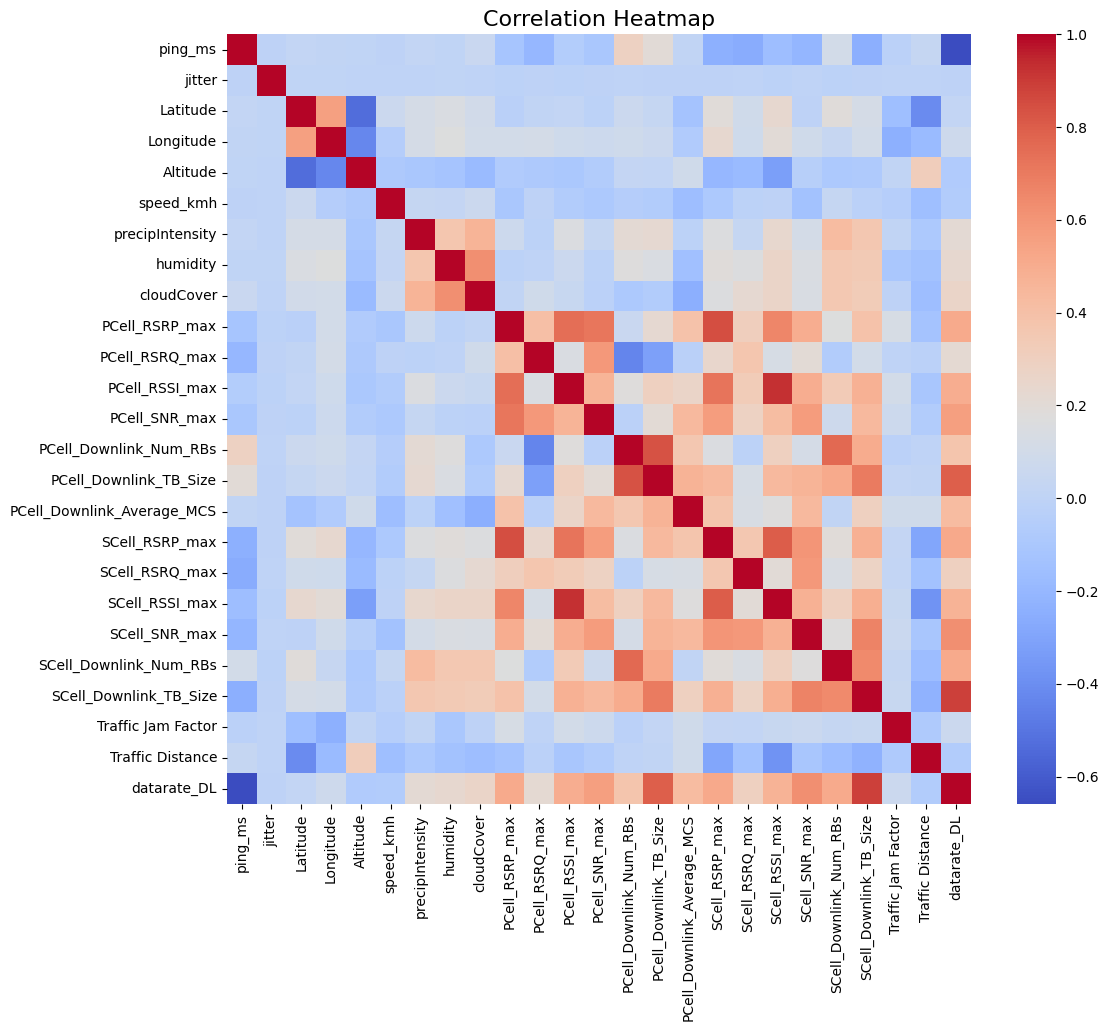 Correlation Heatmap
ping_ms
jitter
Latitude
Longitude
Altitude
speed_kmh
precipIntensity
humidity
cloudCover
PCell_RSRP_max
PCell_RSRQ_max
PCell_RSSI_max
PCell_SNR_max
PCell_Downlink_Num_RBs
PCell_Downlink_TB_Size
PCell_Downlink_Average_MCS
SCell_RSRP_max
SCell_RSRQ_max
SCell_RSSI_max
SCell_SNR_max
SCell_Downlink_Num_RBs
SCell_Downlink_TB_Size
Traffic Jam Factor
Traffic Distance
datarate_DL
ping_ms
jitter
Latitude
Longitude
Altitude
speed_kmh
precipIntensity
humidity
cloudCover
PCell_RSRP_max
PCell_RSRQ_max
PCell_RSSI_max
PCell_SNR_max
PCell_Downlink_Num_RBs
PCell_Downlink_TB_Size
PCell_Downlink_Average_MCS
SCell_RSRP_max
SCell_RSRQ_max
SCell_RSSI_max
SCell_SNR_max
SCell_Downlink_Num_RBs
SCell_Downlink_TB_Size
Traffic Jam Factor
Traffic Distance
datarate_DL
1.0
0.8
0.6
0.4
0.2
0.0
−0.2
−0.4
−0.6